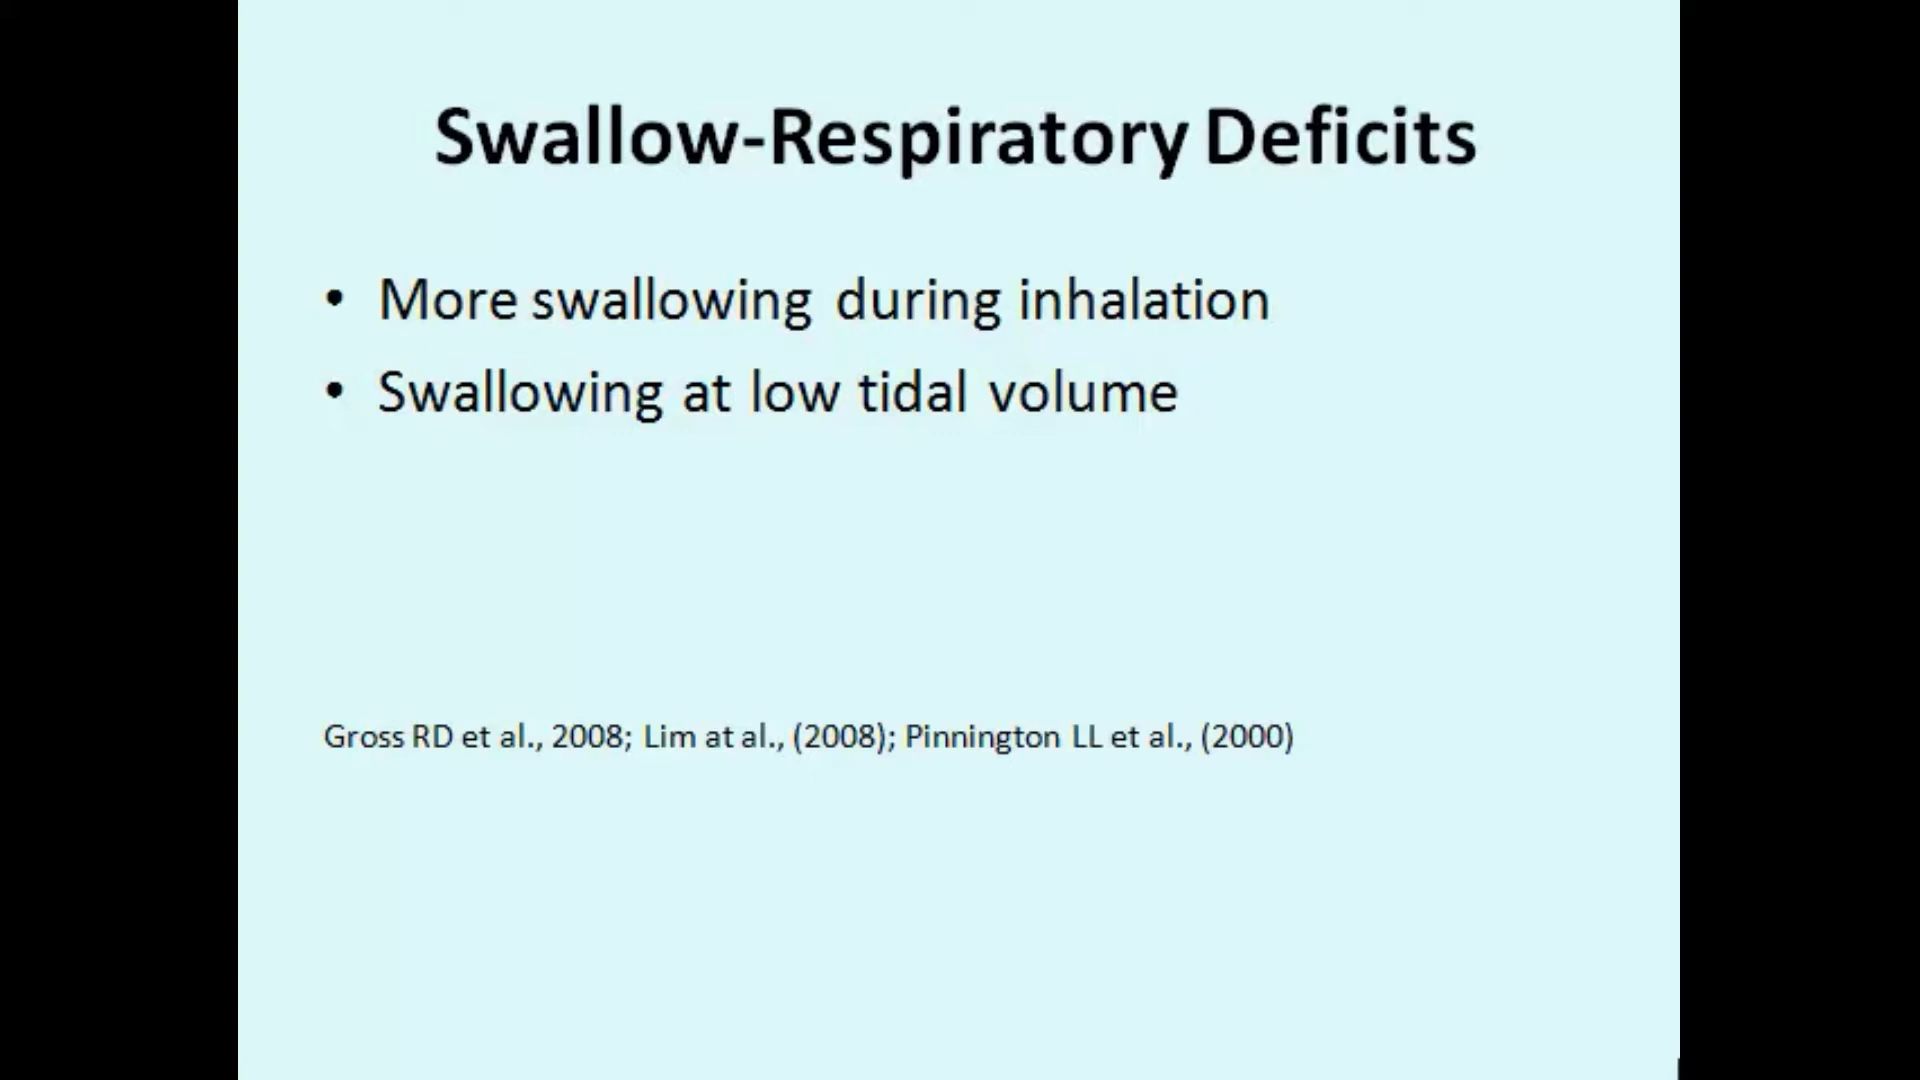 Swallow-Respiratory Deficits
• More swallowing during inhalation
• Swallowing at low tidal volume
Gross RD et al., 2008; Lim at al., (2008); Pinnington LL et al., (2000)